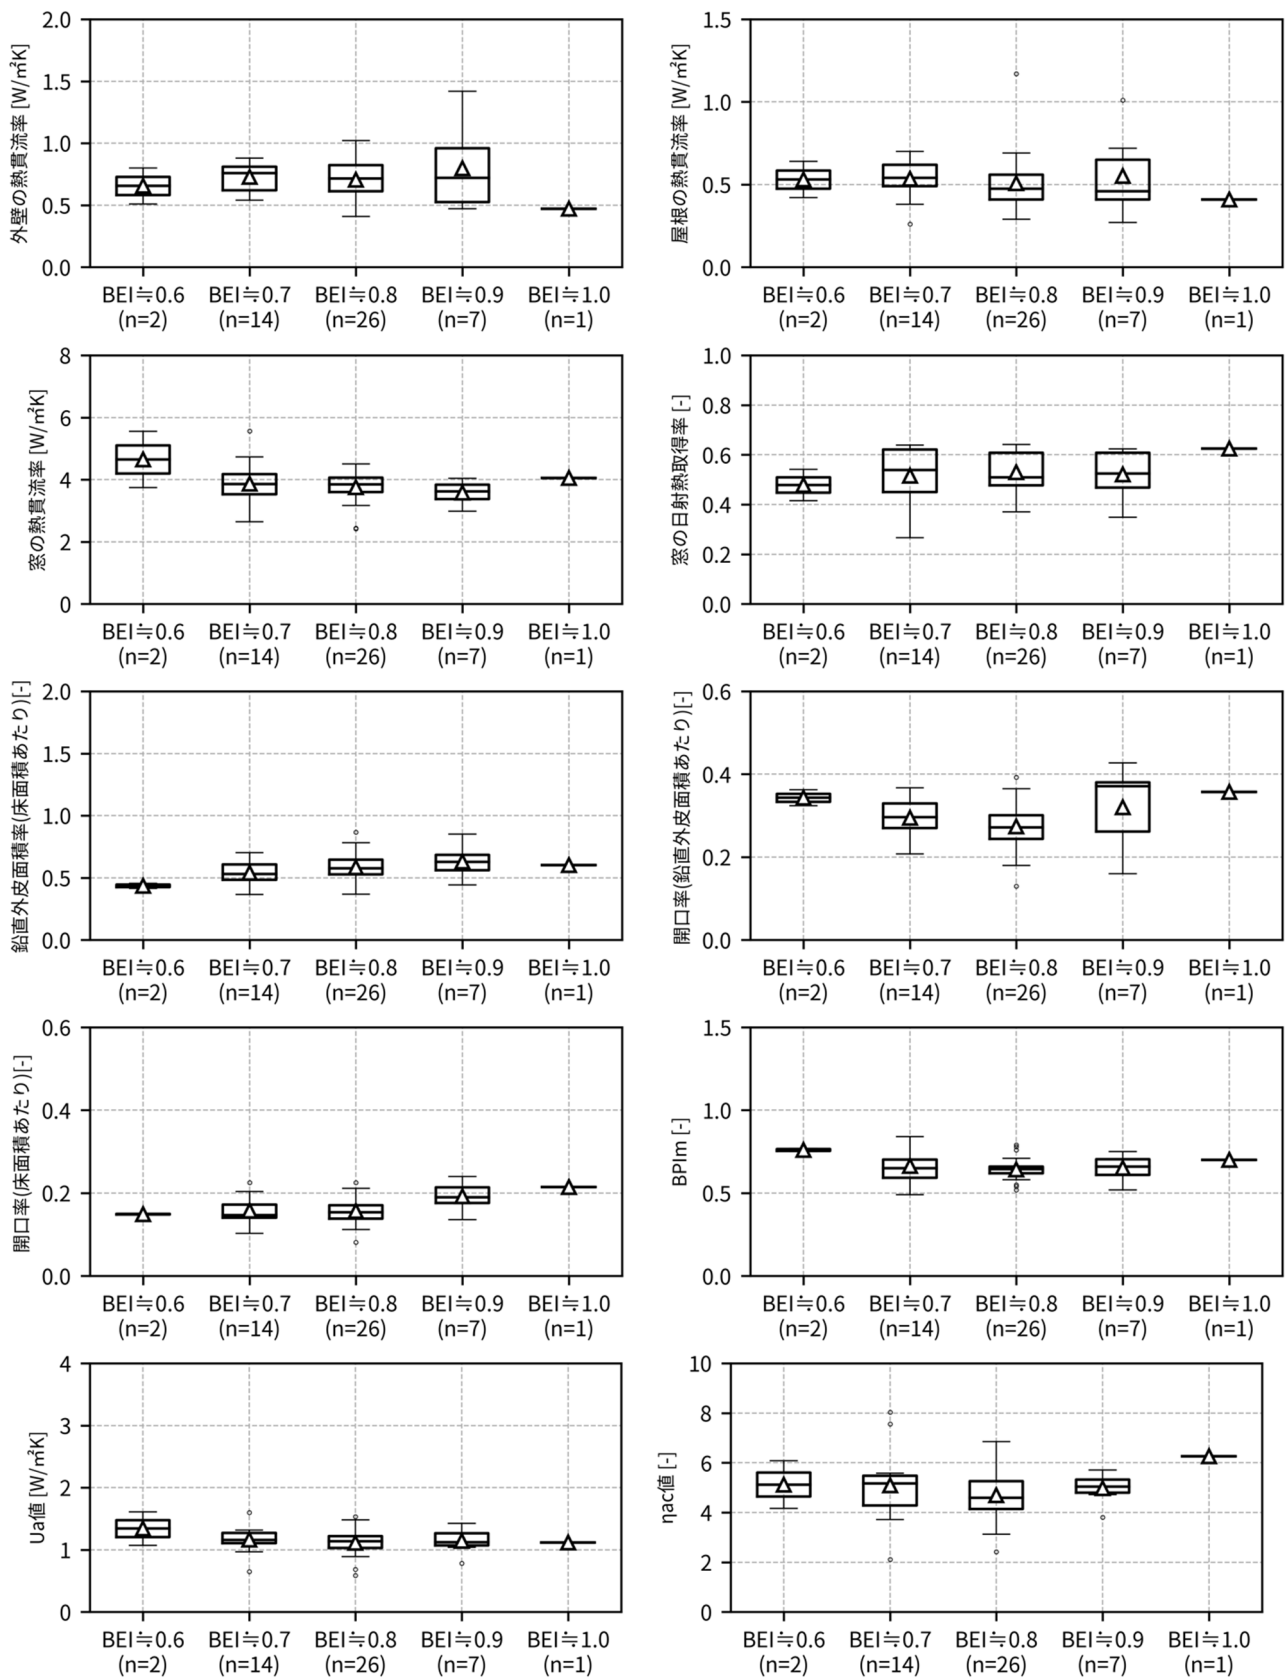 外壁の熱貫流率 [W/㎡K]
2.0
1.5
1.0
0.5
0.0
BEI≒0.6 BEI≒0.7 BEI≒0.8 BEI≒0.9 BEI≒1.0
(n=2) (n=14) (n=26) (n=7) (n=1)
屋根の熱貫流率 [W/㎡K]
1.5
1.0
0.5
0.0
BEI≒0.6 BEI≒0.7 BEI≒0.8 BEI≒0.9 BEI≒1.0
(n=2) (n=14) (n=26) (n=7) (n=1)
窓の熱貫流率 [W/㎡K]
8
6
4
2
0
BEI≒0.6 BEI≒0.7 BEI≒0.8 BEI≒0.9 BEI≒1.0
(n=2) (n=14) (n=26) (n=7) (n=1)
窓の日射熱取得率 [-]
1.0
0.8
0.6
0.4
0.2
0.0
BEI≒0.6 BEI≒0.7 BEI≒0.8 BEI≒0.9 BEI≒1.0
(n=2) (n=14) (n=26) (n=7) (n=1)
鉛直外皮面積率(床面積あたり)[-]
2.0
1.5
1.0
0.5
0.0
BEI≒0.6 BEI≒0.7 BEI≒0.8 BEI≒0.9 BEI≒1.0
(n=2) (n=14) (n=26) (n=7) (n=1)
開口率(鉛直外皮面積あたり)[-]
0.6
0.4
0.2
0.0
BEI≒0.6 BEI≒0.7 BEI≒0.8 BEI≒0.9 BEI≒1.0
(n=2) (n=14) (n=26) (n=7) (n=1)
開口率(床面積あたり)[-]
0.6
0.4
0.2
0.0
BEI≒0.6 BEI≒0.7 BEI≒0.8 BEI≒0.9 BEI≒1.0
(n=2) (n=14) (n=26) (n=7) (n=1)
BPIm [-]
1.5
1.0
0.5
0.0
BEI≒0.6 BEI≒0.7 BEI≒0.8 BEI≒0.9 BEI≒1.0
(n=2) (n=14) (n=26) (n=7) (n=1)
Ua値 [W/㎡K]
4
3
2
1
0
BEI≒0.6 BEI≒0.7 BEI≒0.8 BEI≒0.9 BEI≒1.0
(n=2) (n=14) (n=26) (n=7) (n=1)
ηac値 [-]
10
8
6
4
2
0
BEI≒0.6 BEI≒0.7 BEI≒0.8 BEI≒0.9 BEI≒1.0
(n=2) (n=14) (n=26) (n=7) (n=1)